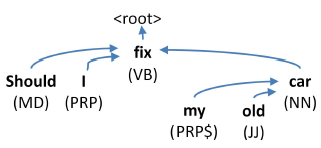 <root>
fix
(VB)
Should I car
(MD) (PRP) (NN)
my old
(PRP$) (JJ)